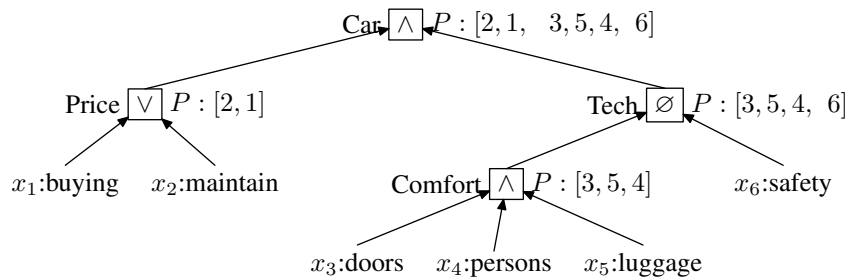 Car ∧ P : [2, 1, 3, 5, 4, 6]
Price ∨ P : [2, 1]
Tech ∅ P : [3, 5, 4, 6]
x₁:buying x₂:maintain Comfort ∧ P : [3, 5, 4] x₆:safety
x₃:doors x₄:persons x₅:luggage